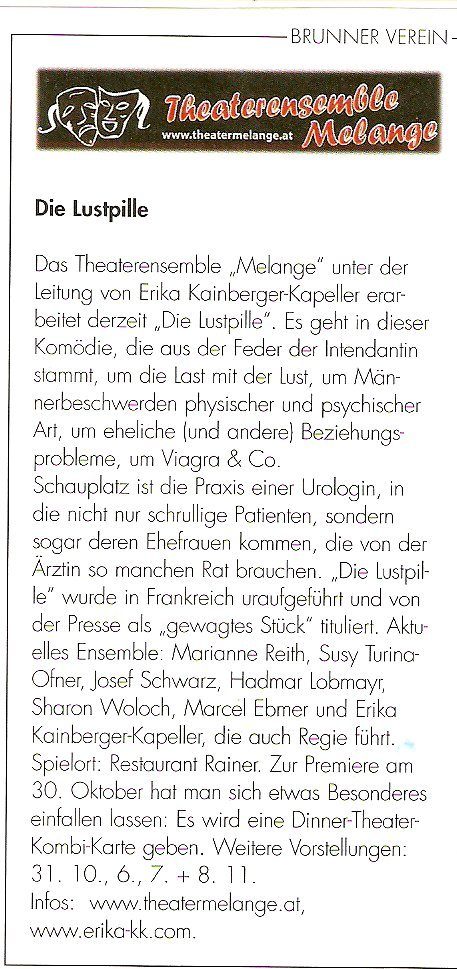 BRUNNER VEREIN
Theaterensemble
www.theatermelange.at
Melange
Die Lustpille
Das Theaterensemble „Melange“ unter der
Leitung von Erika Kainberger-Kapeller erar-
beitet derzeit „Die Lustpille“. Es geht in dieser
Komödie, die aus der Feder der Intendantin
stammt, um die Last mit der Lust, um Män-
nerbeschwerden physischer und psychischer
Art, um eheliche (und andere) Beziehungs-
probleme, um Viagra & Co.
Schauplatz ist die Praxis einer Urologin, in
die nicht nur schrullige Patienten, sondern
sogar deren Ehefrauen kommen, die von der
Ärztin so manchen Rat brauchen. „Die Lustpil-
le“ wurde in Frankreich uraufgeführt und von
der Presse als „gewagtes Stück“ tituliert. Aktu-
elles Ensemble: Marianne Reith, Susy Turina-
Ofner, Josef Schwarz, Hadmar Lobmayr,
Sharon Woloch, Marcel Ebmer und Erika
Kainberger-Kapeller, die auch Regie führt.
Spielort: Restaurant Rainer. Zur Premiere am
30. Oktober hat man sich etwas Besonderes
einfallen lassen: Es wird eine Dinner-Theater-
Kombi-Karte geben. Weitere Vorstellungen:
31. 10., 6., 7. + 8. 11.
Infos: www.theatermelange.at,
www.erika-kk.com.